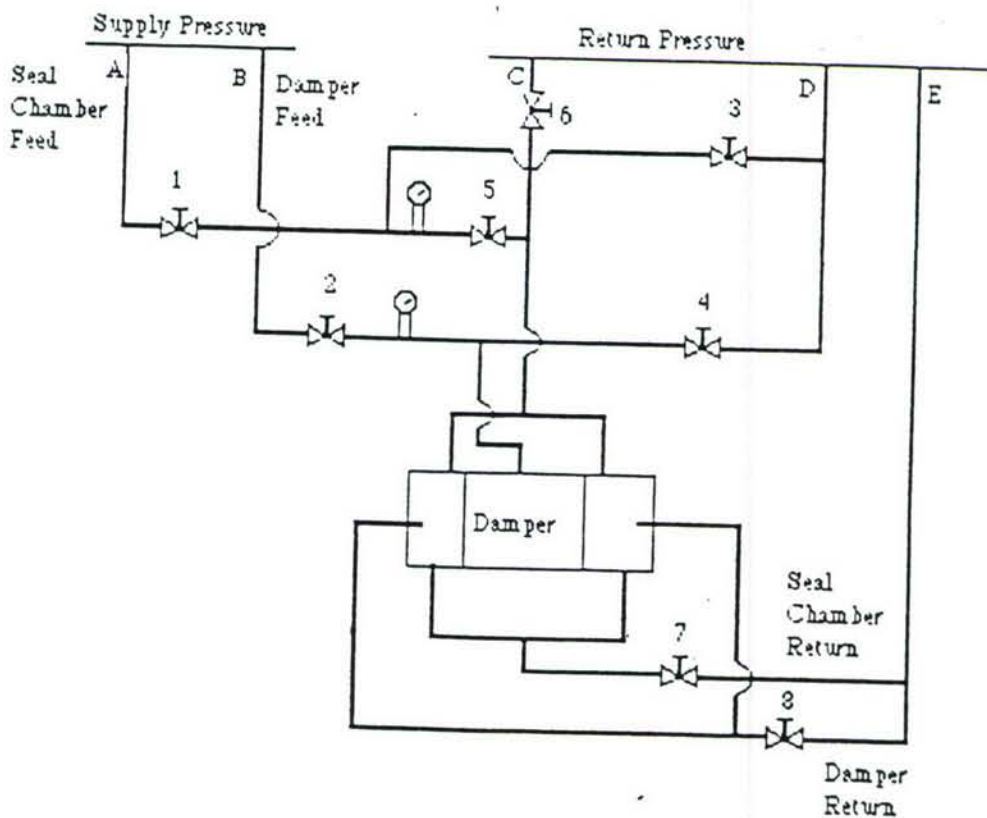 Supply Pressure
Return Pressure
A
B
C
D
E
Seal
Chamber
Feed
Damper
Feed
6
3
1
5
2
4
Damper
Seal
Chamber
Return
7
8
Damper
Return